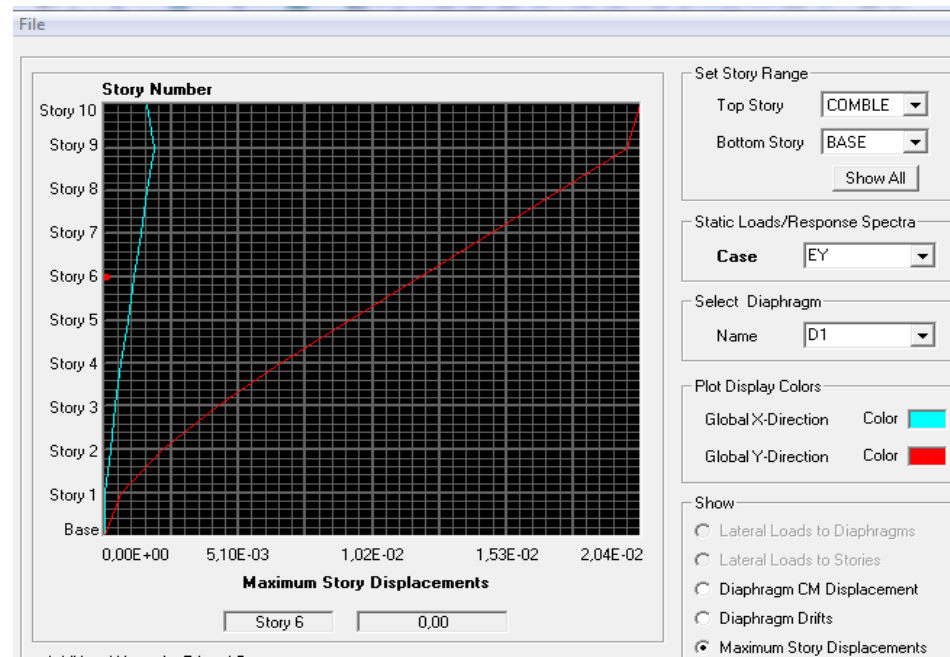 File
Story Number
Story 10
Story 9
Story 8
Story 7
Story 6
Story 5
Story 4
Story 3
Story 2
Story 1
Base
0,00E+00 5,10E-03 1,02E-02 1,53E-02 2,04E-02
Maximum Story Displacements
Story 6 0,00
Set Story Range
Top Story COMBLE
Bottom Story BASE
Show All
Static Loads/Response Spectra
Case EY
Select Diaphragm
Name D1
Plot Display Colors
Global X-Direction Color
Global Y-Direction Color
Show
Lateral Loads to Diaphragms
Lateral Loads to Stories
Diaphragm CM Displacement
Diaphragm Drifts
Maximum Story Displacements